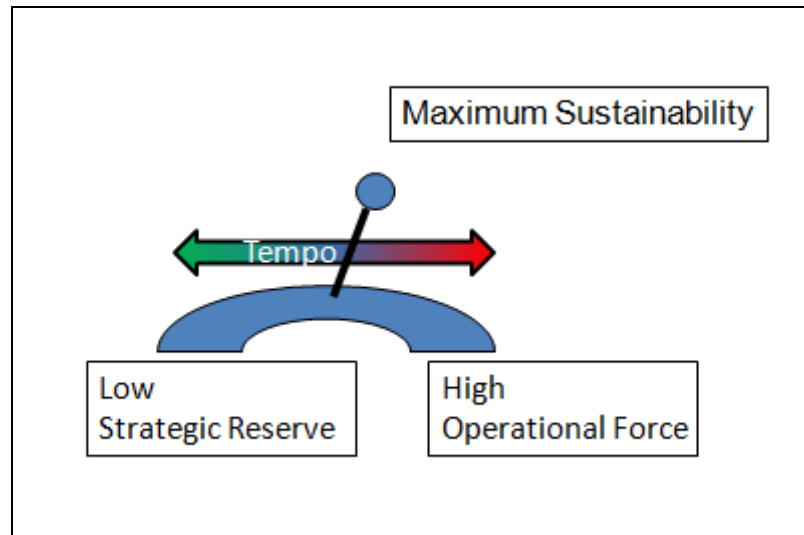 Maximum Sustainability
Tempo
Low
Strategic Reserve
High
Operational Force